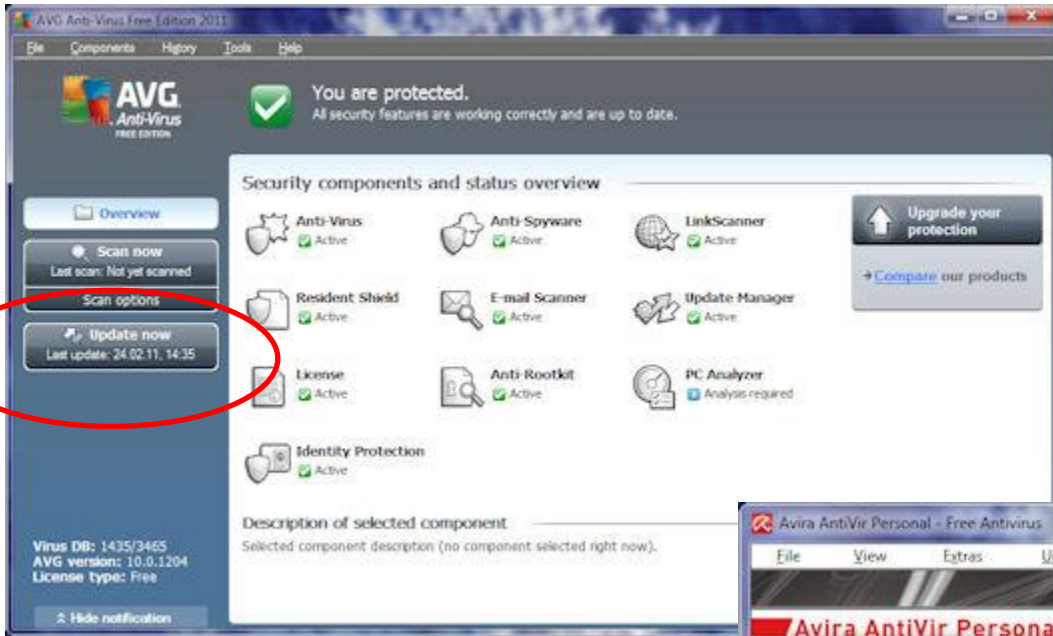 AVG Anti-Virus Free Edition 2011
File Components History Tools Help
AVG
Anti-Virus
FREE EDITION
You are protected.
All security features are working correctly and are up to date.
Overview
Scan now
Last scan: Not yet scanned
Scan options
Update now
Last update: 24.02.11, 14:35
Security components and status overview
Anti-Virus
Active
Anti-Spyware
Active
LinkScanner
Active
Resident Shield
Active
E-mail Scanner
Active
Update Manager
Active
License
Active
Anti-Rootkit
Active
PC Analyzer
Analysis required
Identity Protection
Active
Upgrade your
protection
Compare our products
Description of selected component
Selected component description (no component selected right now).
Virus DB: 1435/3465
AVG version: 10.0.1204
License type: Free
Hide notification
Avira AntiVir Personal - Free Antivirus
File View Extras U
Avira AntiVir Persona